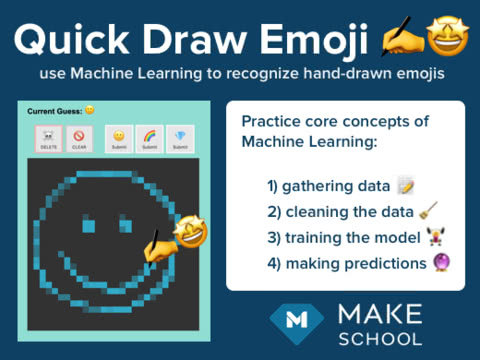 Quick Draw Emoji ✍️🤩
use Machine Learning to recognize hand-drawn emojis
Current Guess: 🙂
DELETE
CLEAR
Submit
Submit
Submit
Practice core concepts of
Machine Learning:
1) gathering data 📝
2) cleaning the data 🧹
3) training the model 🏋️
4) making predictions 🔮
M
MAKE
SCHOOL